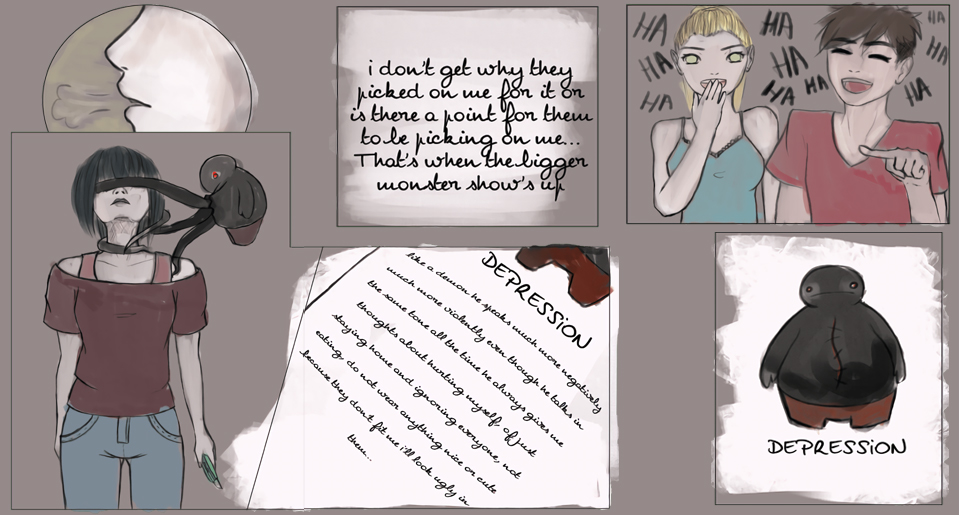 i don't get why they
picked on me for it or
is there a point for them
to be picking on me...
That's when the bigger
monster show's up
HA
HA
HA
HA
HA
HA
HA
HA
HA
HA
DEPRESSiON
like a demon he speaks much more negatively
much more violently even though he talks in
the same tone all the time he always gives me
thoughts about hurting myself of just
staying home and ignoring everyone, not
eating, do not wear anything nice or cute
because they don't fit me i'll look ugly in
them...
DEPRESSiON